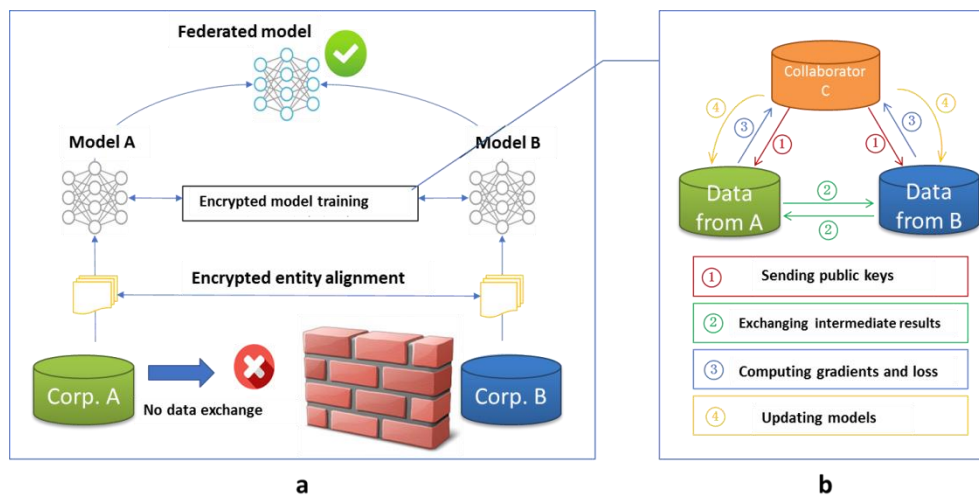 Federated model
Model A
Model B
Encrypted model training
Encrypted entity alignment
Corp. A
No data exchange
Corp. B
a
Collaborator
C
④
③
①
①
③
④
Data
from A
②
②
Data
from B
① Sending public keys
② Exchanging intermediate results
③ Computing gradients and loss
④ Updating models
b